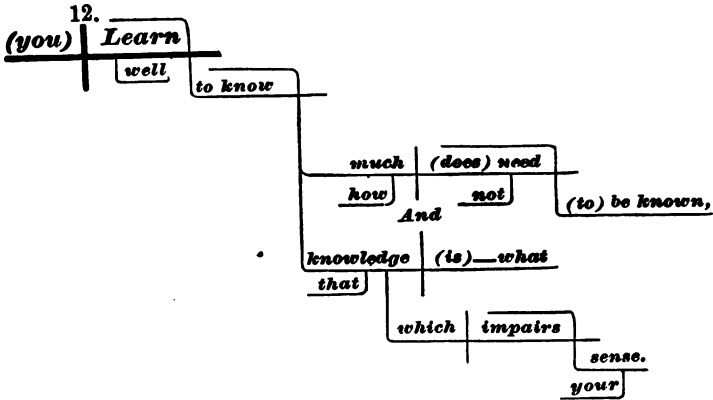 12.
(you) Learn
well
to know
much (does) need
how not
And
(to) be known,
knowledge (is)—what
that
which impairs
sense.
your